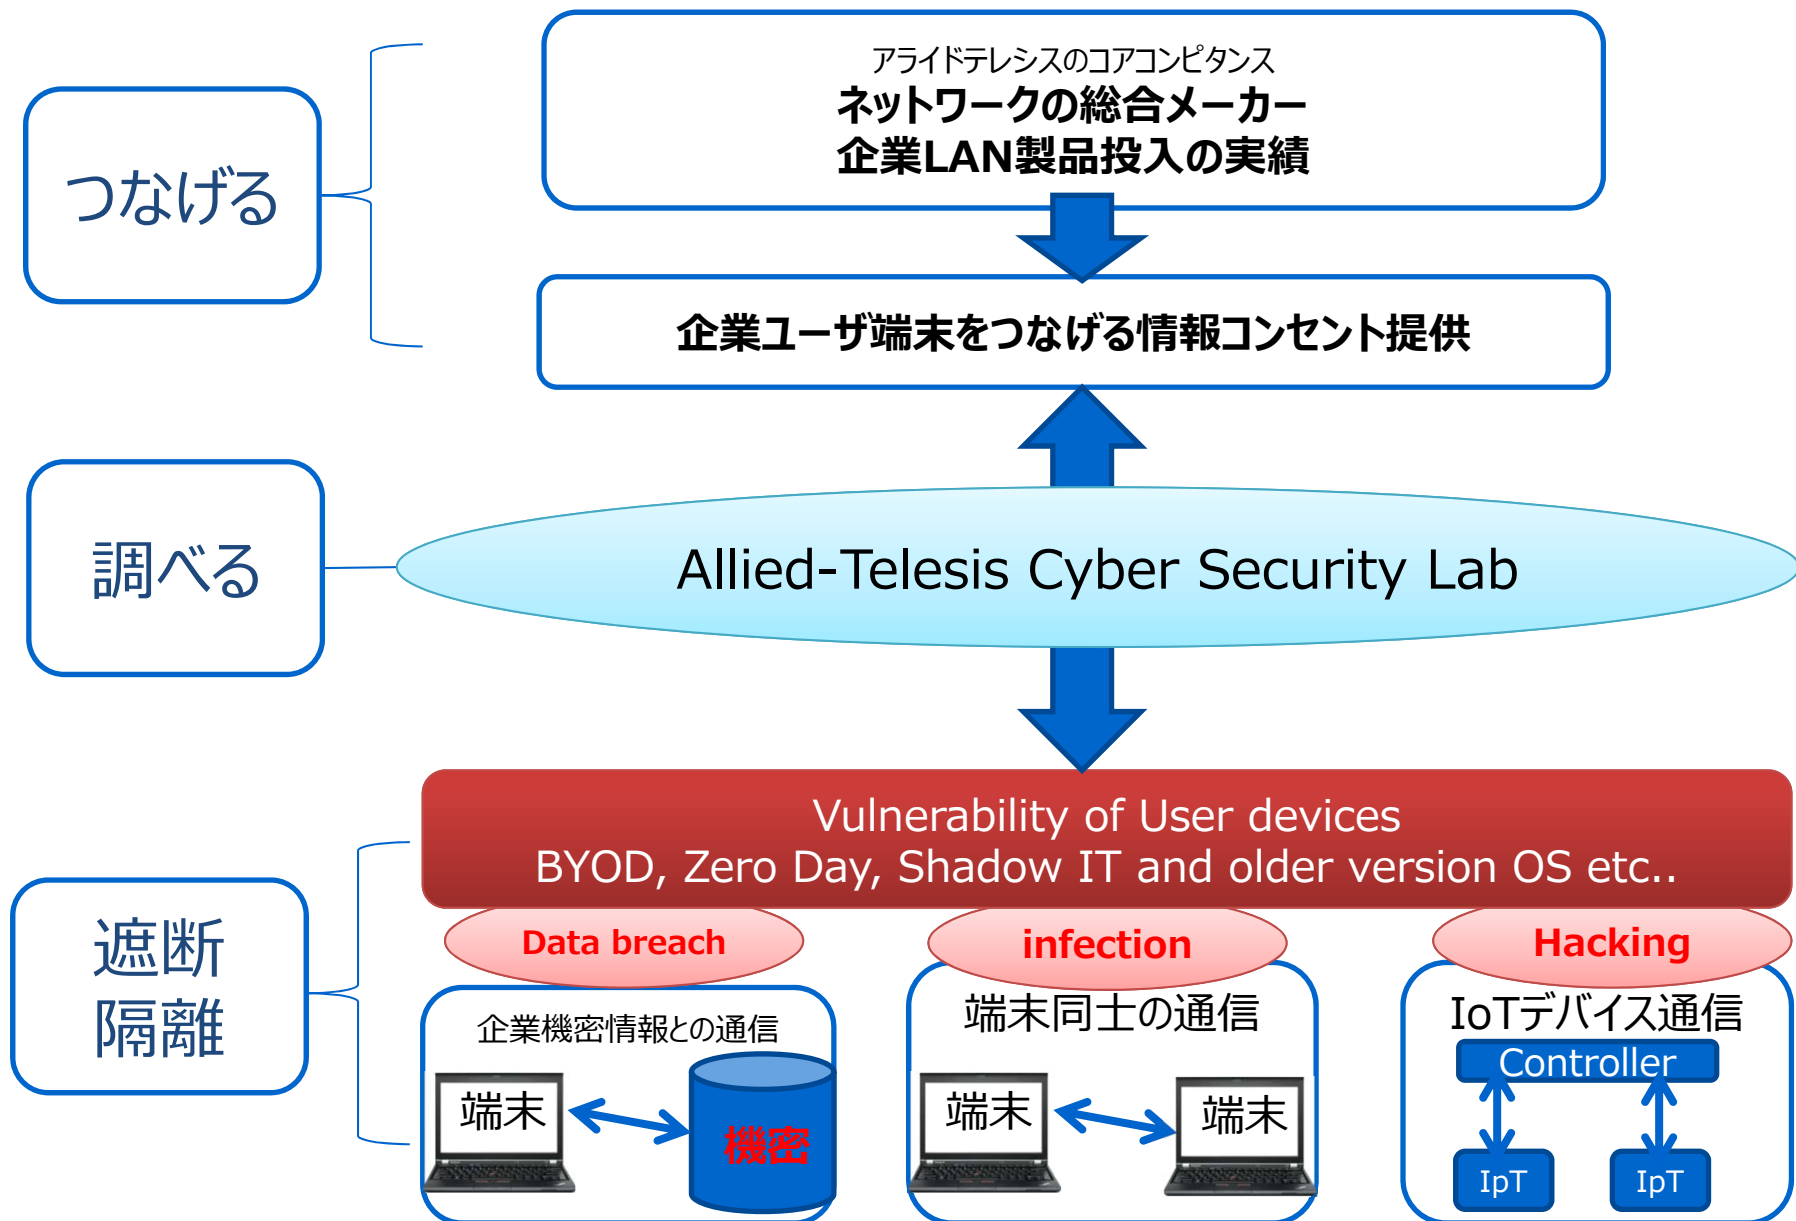 つなげる
アライドテレシスのコアコンピタンス
ネットワークの総合メーカー
企業LAN製品投入の実績
企業ユーザ端末をつなげる情報コンセント提供
調べる
Allied-Telesis Cyber Security Lab
遮断
隔離
Vulnerability of User devices
BYOD, Zero Day, Shadow IT and older version OS etc..
Data breach
企業機密情報との通信
端末
機密
infection
端末同士の通信
端末
端末
Hacking
IoTデバイス通信
Controller
IpT
IpT